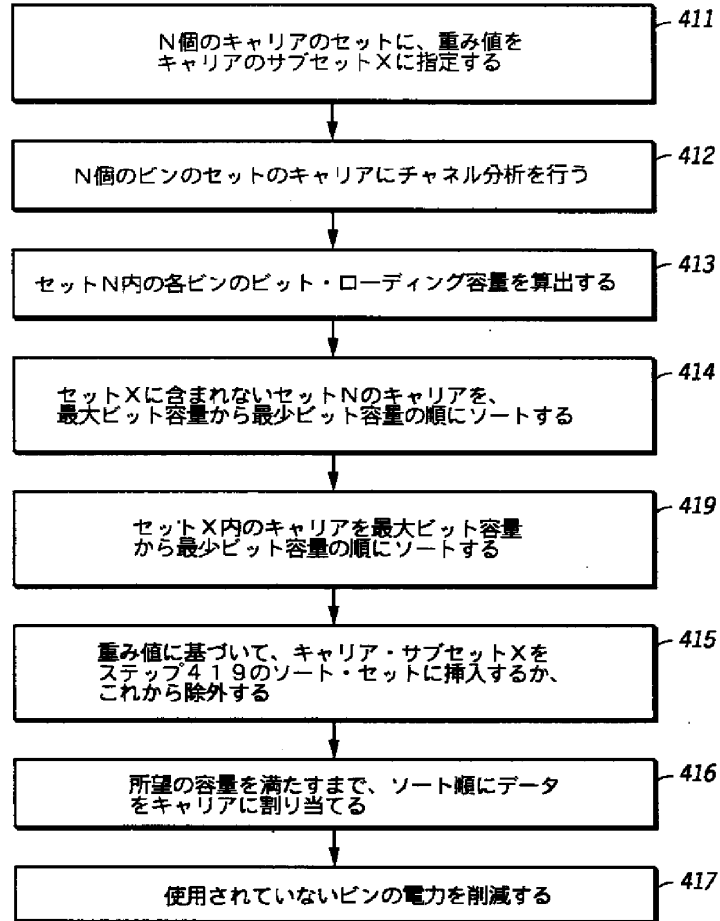 N個のキャリアのセットに、重み値を
キャリアのサブセットXに指定する
411
N個のビンのセットのキャリアにチャネル分析を行う
412
セットN内の各ビンのビット・ローディング容量を算出する
413
セットXに含まれないセットNのキャリアを、
最大ビット容量から最少ビット容量の順にソートする
414
セットX内のキャリアを最大ビット容量
から最少ビット容量の順にソートする
419
重み値に基づいて、キャリア・サブセットXを
ステップ419のソート・セットに挿入するか、
これから除外する
415
所望の容量を満たすまで、ソート順にデータ
をキャリアに割り当てる
416
使用されていないビンの電力を削減する
417